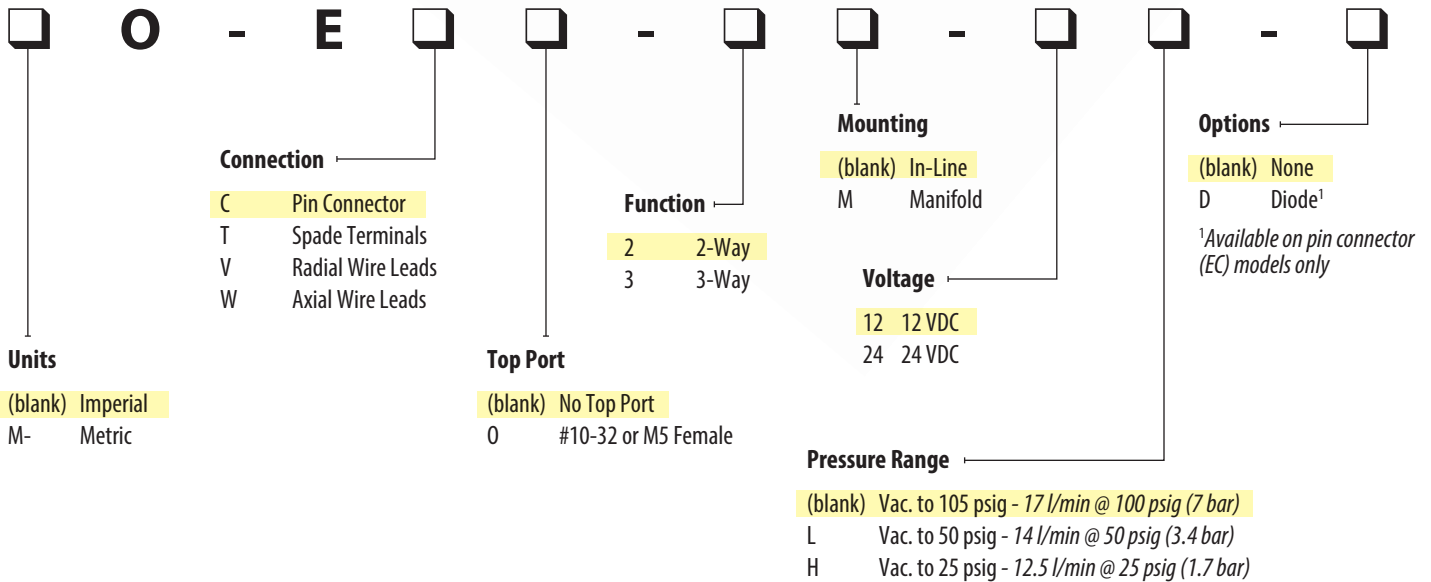 O - E - - -
Mounting
(blank) In-Line
M Manifold
Options
(blank) None
D Diode¹
¹Available on pin connector
(EC) models only
Connection
C Pin Connector
T Spade Terminals
V Radial Wire Leads
W Axial Wire Leads
Function
2 2-Way
3 3-Way
Voltage
12 12 VDC
24 24 VDC
Units
(blank) Imperial
M- Metric
Top Port
(blank) No Top Port
O #10-32 or M5 Female
Pressure Range
(blank) Vac. to 105 psig - 17 l/min @ 100 psig (7 bar)
L Vac. to 50 psig - 14 l/min @ 50 psig (3.4 bar)
H Vac. to 25 psig - 12.5 l/min @ 25 psig (1.7 bar)